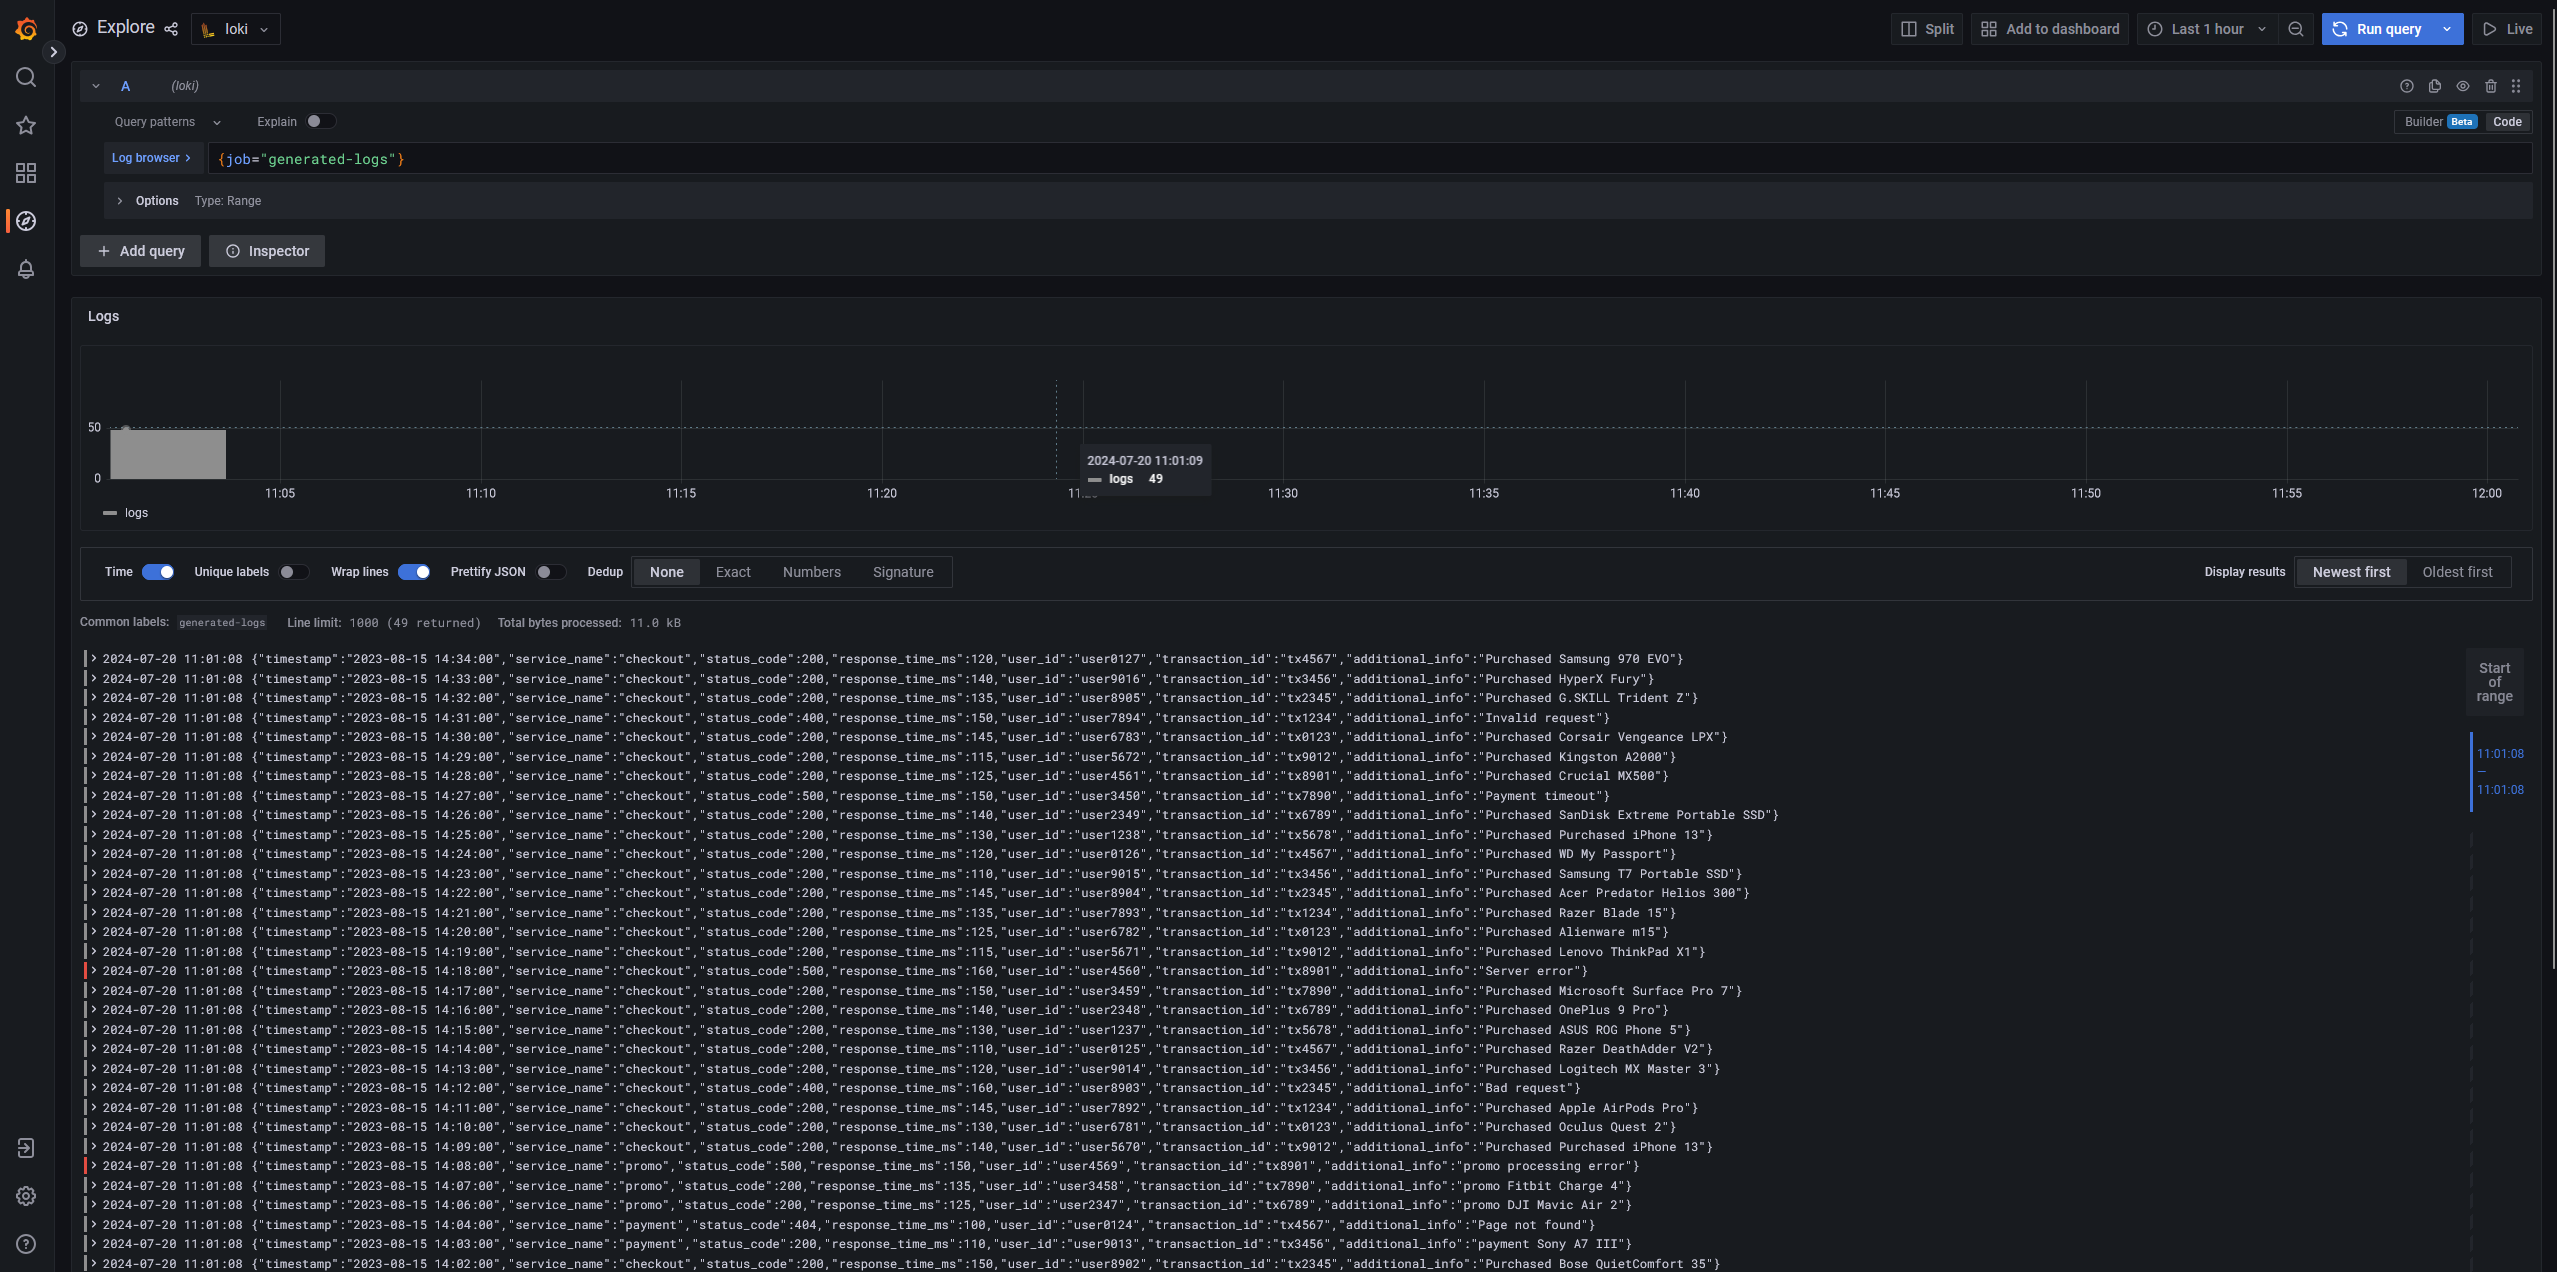 Explore loki Split Add to dashboard Last 1 hour Run query Live
A (loki)
Query patterns Explain Builder Beta Code
Log browser {job="generated-logs"}
Options Type: Range
Add query Inspector
Logs
50
0
2024-07-20 11:01:09
logs 49
11:05 11:10 11:15 11:20 11:30 11:35 11:40 11:45 11:50 11:55 12:00
logs
Time Unique labels Wrap lines Prettify JSON Dedup None Exact Numbers Signature Display results Newest first Oldest first
Common labels: generated-logs Line limit: 1000 (49 returned) Total bytes processed: 11.0 kB
2024-07-20 11:01:08 {"timestamp":"2023-08-15 14:34:00","service_name":"checkout","status_code":200,"response_time_ms":120,"user_id":"user0127","transaction_id":"tx4567","additional_info":"Purchased Samsung 970 EVO"}
2024-07-20 11:01:08 {"timestamp":"2023-08-15 14:33:00","service_name":"checkout","status_code":200,"response_time_ms":140,"user_id":"user9016","transaction_id":"tx3456","additional_info":"Purchased HyperX Fury"}
2024-07-20 11:01:08 {"timestamp":"2023-08-15 14:32:00","service_name":"checkout","status_code":200,"response_time_ms":135,"user_id":"user8905","transaction_id":"tx2345","additional_info":"Purchased G.SKILL Trident Z"}
2024-07-20 11:01:08 {"timestamp":"2023-08-15 14:31:00","service_name":"checkout","status_code":400,"response_time_ms":150,"user_id":"user7894","transaction_id":"tx1234","additional_info":"Invalid request"}
2024-07-20 11:01:08 {"timestamp":"2023-08-15 14:30:00","service_name":"checkout","status_code":200,"response_time_ms":145,"user_id":"user6783","transaction_id":"tx0123","additional_info":"Purchased Corsair Vengeance LPX"}
2024-07-20 11:01:08 {"timestamp":"2023-08-15 14:29:00","service_name":"checkout","status_code":200,"response_time_ms":115,"user_id":"user5672","transaction_id":"tx9012","additional_info":"Purchased Kingston A2000"}
2024-07-20 11:01:08 {"timestamp":"2023-08-15 14:28:00","service_name":"checkout","status_code":200,"response_time_ms":125,"user_id":"user4561","transaction_id":"tx8901","additional_info":"Purchased Crucial MX500"}
2024-07-20 11:01:08 {"timestamp":"2023-08-15 14:27:00","service_name":"checkout","status_code":500,"response_time_ms":150,"user_id":"user3450","transaction_id":"tx7890","additional_info":"Payment timeout"}
2024-07-20 11:01:08 {"timestamp":"2023-08-15 14:26:00","service_name":"checkout","status_code":200,"response_time_ms":140,"user_id":"user2349","transaction_id":"tx6789","additional_info":"Purchased SanDisk Extreme Portable SSD"}
2024-07-20 11:01:08 {"timestamp":"2023-08-15 14:25:00","service_name":"checkout","status_code":200,"response_time_ms":130,"user_id":"user1238","transaction_id":"tx5678","additional_info":"Purchased Purchased iPhone 13"}
2024-07-20 11:01:08 {"timestamp":"2023-08-15 14:24:00","service_name":"checkout","status_code":200,"response_time_ms":120,"user_id":"user0126","transaction_id":"tx4567","additional_info":"Purchased WD My Passport"}
2024-07-20 11:01:08 {"timestamp":"2023-08-15 14:23:00","service_name":"checkout","status_code":200,"response_time_ms":110,"user_id":"user9015","transaction_id":"tx3456","additional_info":"Purchased Samsung T7 Portable SSD"}
2024-07-20 11:01:08 {"timestamp":"2023-08-15 14:22:00","service_name":"checkout","status_code":200,"response_time_ms":145,"user_id":"user8904","transaction_id":"tx2345","additional_info":"Purchased Acer Predator Helios 300"}
2024-07-20 11:01:08 {"timestamp":"2023-08-15 14:21:00","service_name":"checkout","status_code":200,"response_time_ms":135,"user_id":"user7893","transaction_id":"tx1234","additional_info":"Purchased Razer Blade 15"}
2024-07-20 11:01:08 {"timestamp":"2023-08-15 14:20:00","service_name":"checkout","status_code":200,"response_time_ms":125,"user_id":"user6782","transaction_id":"tx0123","additional_info":"Purchased Alienware m15"}
2024-07-20 11:01:08 {"timestamp":"2023-08-15 14:19:00","service_name":"checkout","status_code":200,"response_time_ms":115,"user_id":"user5671","transaction_id":"tx9012","additional_info":"Purchased Lenovo ThinkPad X1"}
2024-07-20 11:01:08 {"timestamp":"2023-08-15 14:18:00","service_name":"checkout","status_code":500,"response_time_ms":160,"user_id":"user4560","transaction_id":"tx8901","additional_info":"Server error"}
2024-07-20 11:01:08 {"timestamp":"2023-08-15 14:17:00","service_name":"checkout","status_code":200,"response_time_ms":150,"user_id":"user3459","transaction_id":"tx7890","additional_info":"Purchased Microsoft Surface Pro 7"}
2024-07-20 11:01:08 {"timestamp":"2023-08-15 14:16:00","service_name":"checkout","status_code":200,"response_time_ms":140,"user_id":"user2348","transaction_id":"tx6789","additional_info":"Purchased OnePlus 9 Pro"}
2024-07-20 11:01:08 {"timestamp":"2023-08-15 14:15:00","service_name":"checkout","status_code":200,"response_time_ms":130,"user_id":"user1237","transaction_id":"tx5678","additional_info":"Purchased ASUS ROG Phone 5"}
2024-07-20 11:01:08 {"timestamp":"2023-08-15 14:14:00","service_name":"checkout","status_code":200,"response_time_ms":110,"user_id":"user0125","transaction_id":"tx4567","additional_info":"Purchased Razer DeathAdder V2"}
2024-07-20 11:01:08 {"timestamp":"2023-08-15 14:13:00","service_name":"checkout","status_code":200,"response_time_ms":120,"user_id":"user9014","transaction_id":"tx3456","additional_info":"Purchased Logitech MX Master 3"}
2024-07-20 11:01:08 {"timestamp":"2023-08-15 14:12:00","service_name":"checkout","status_code":400,"response_time_ms":160,"user_id":"user8903","transaction_id":"tx2345","additional_info":"Bad request"}
2024-07-20 11:01:08 {"timestamp":"2023-08-15 14:11:00","service_name":"checkout","status_code":200,"response_time_ms":145,"user_id":"user7892","transaction_id":"tx1234","additional_info":"Purchased Apple AirPods Pro"}
2024-07-20 11:01:08 {"timestamp":"2023-08-15 14:10:00","service_name":"checkout","status_code":200,"response_time_ms":130,"user_id":"user6781","transaction_id":"tx0123","additional_info":"Purchased Oculus Quest 2"}
2024-07-20 11:01:08 {"timestamp":"2023-08-15 14:09:00","service_name":"checkout","status_code":200,"response_time_ms":140,"user_id":"user5670","transaction_id":"tx9012","additional_info":"Purchased Purchased iPhone 13"}
2024-07-20 11:01:08 {"timestamp":"2023-08-15 14:08:00","service_name":"promo","status_code":500,"response_time_ms":150,"user_id":"user4569","transaction_id":"tx8901","additional_info":"promo processing error"}
2024-07-20 11:01:08 {"timestamp":"2023-08-15 14:07:00","service_name":"promo","status_code":200,"response_time_ms":135,"user_id":"user3458","transaction_id":"tx7890","additional_info":"promo Fitbit Charge 4"}
2024-07-20 11:01:08 {"timestamp":"2023-08-15 14:06:00","service_name":"promo","status_code":200,"response_time_ms":125,"user_id":"user2347","transaction_id":"tx6789","additional_info":"promo DJI Mavic Air 2"}
2024-07-20 11:01:08 {"timestamp":"2023-08-15 14:04:00","service_name":"payment","status_code":404,"response_time_ms":100,"user_id":"user0124","transaction_id":"tx4567","additional_info":"Page not found"}
2024-07-20 11:01:08 {"timestamp":"2023-08-15 14:03:00","service_name":"payment","status_code":200,"response_time_ms":110,"user_id":"user9013","transaction_id":"tx3456","additional_info":"payment Sony A7 III"}
2024-07-20 11:01:08 {"timestamp":"2023-08-15 14:02:00","service_name":"checkout","status_code":200,"response_time_ms":150,"user_id":"user8902","transaction_id":"tx2345","additional_info":"Purchased Bose QuietComfort 35"}
Start
of
range
11:01:08
—
11:01:08